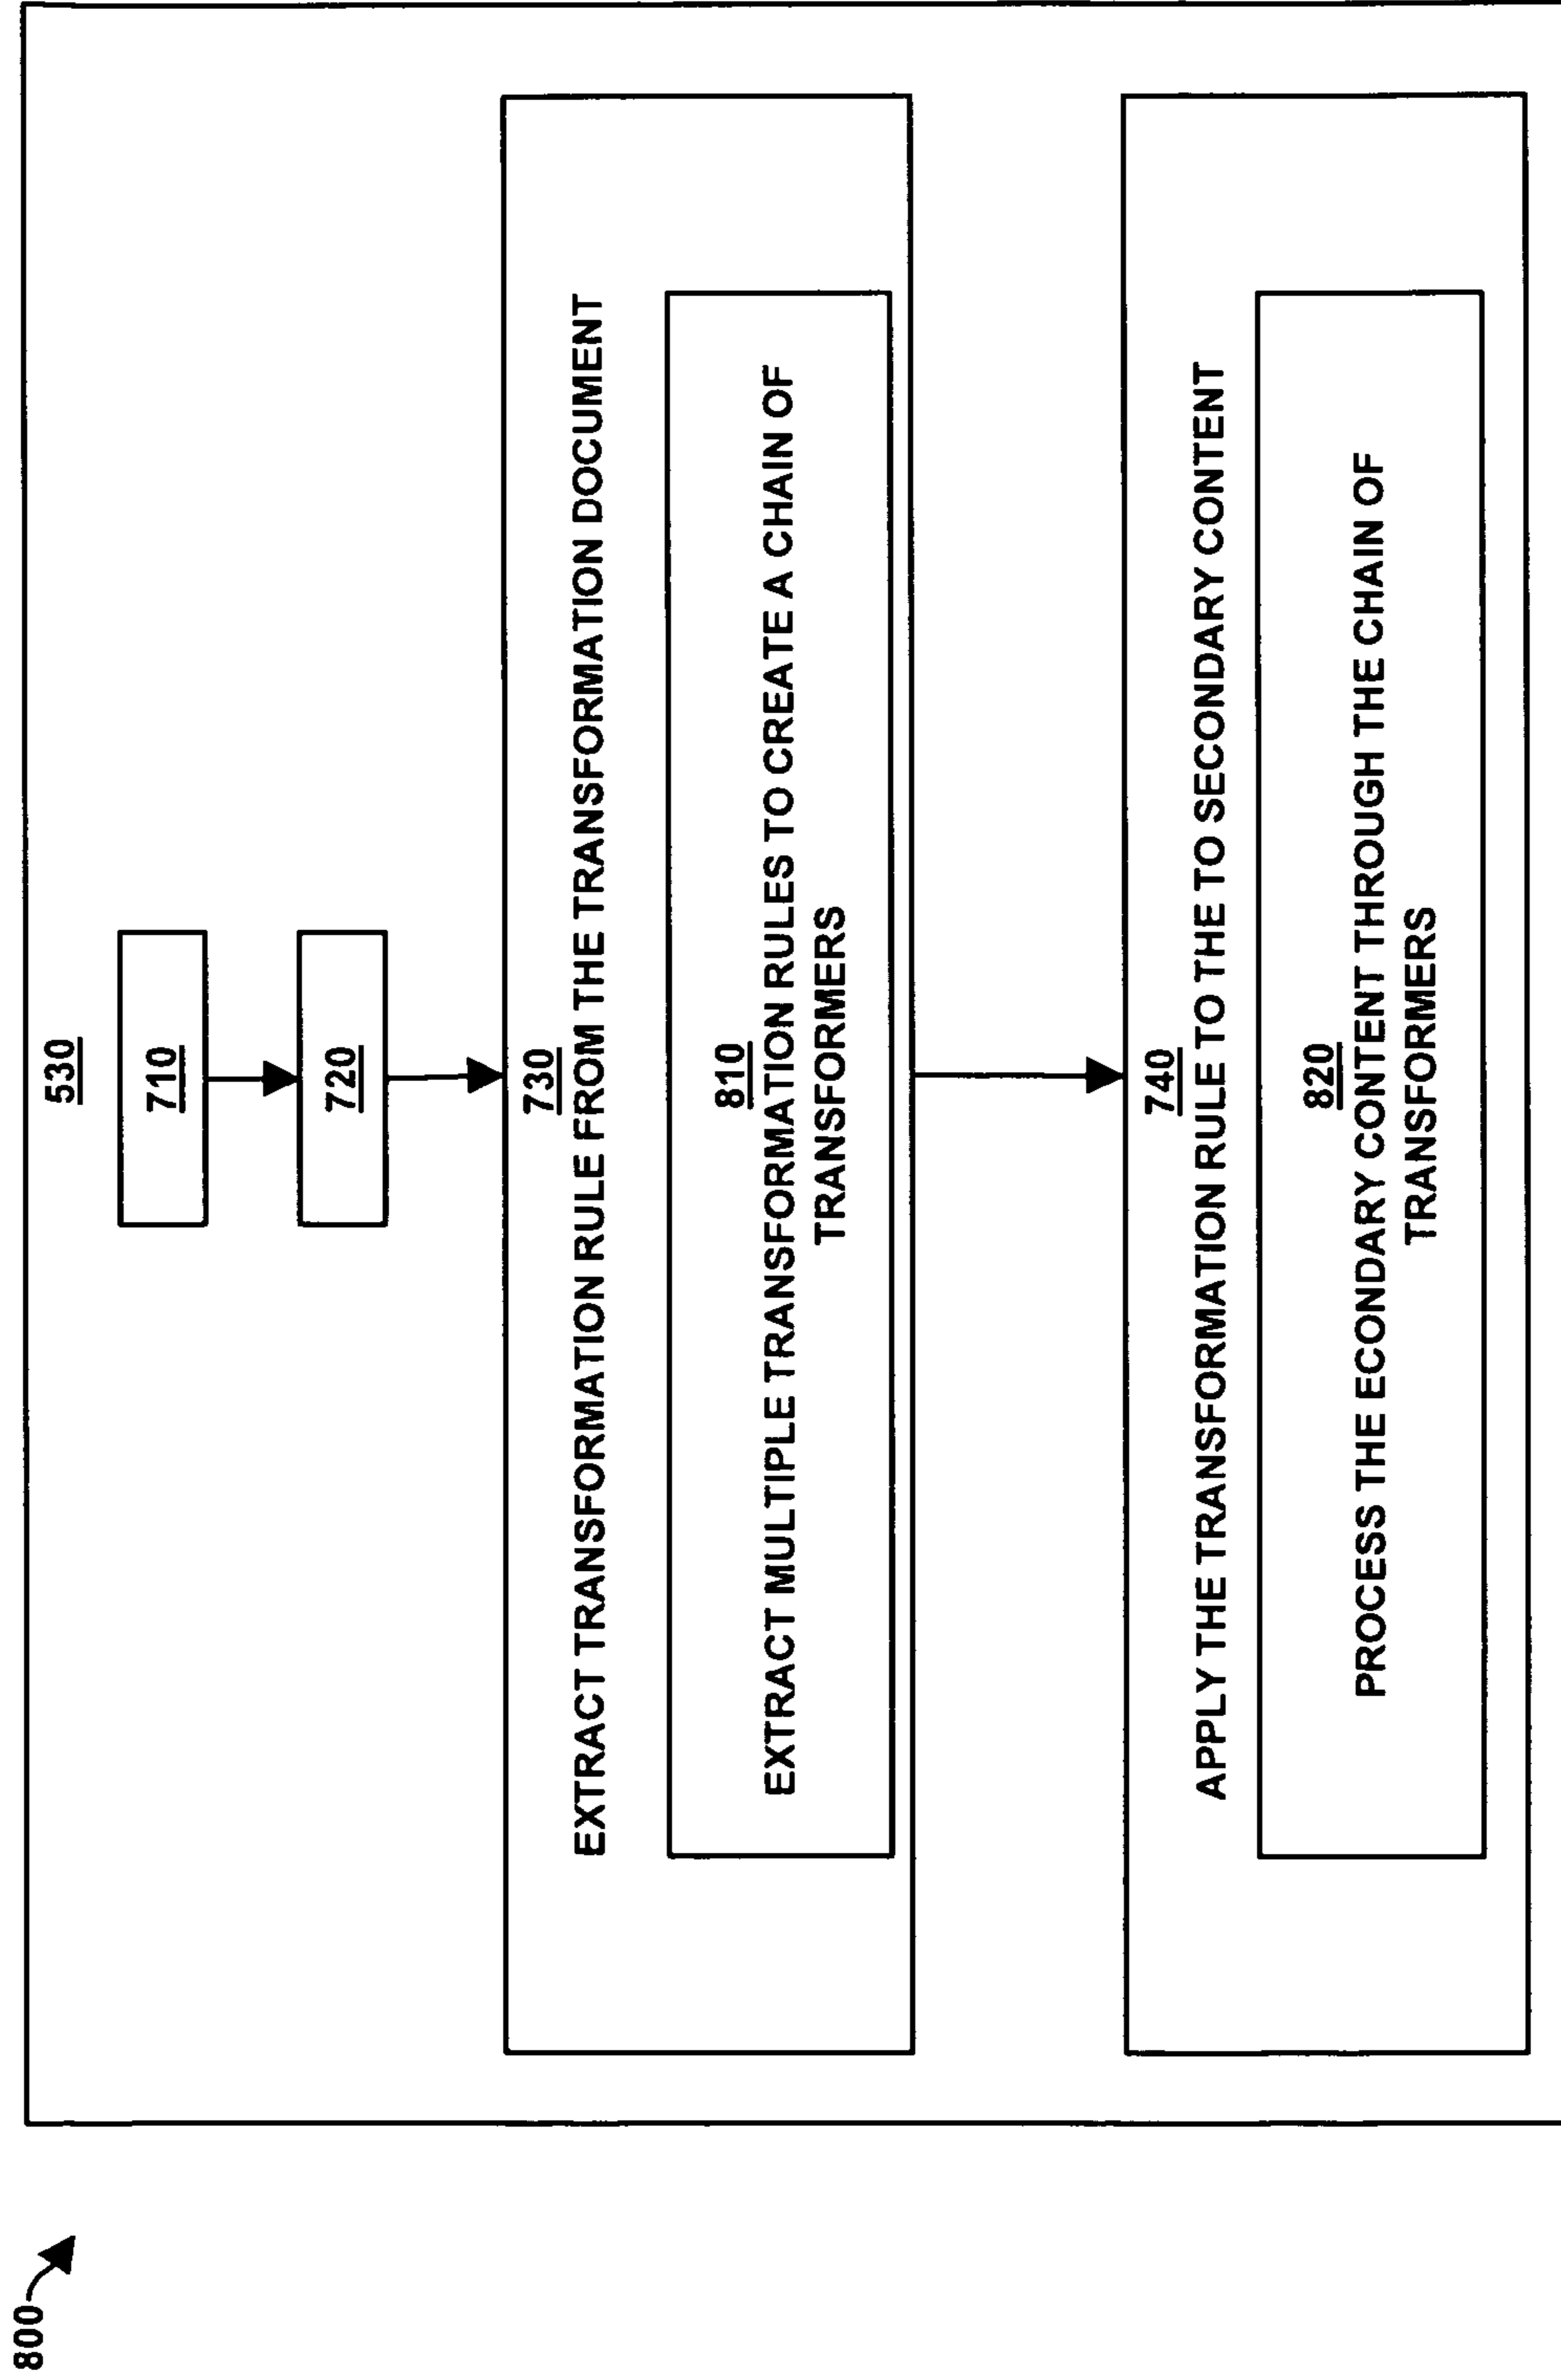 800
530
710
720
730
EXTRACT TRANSFORMATION RULE FROM THE TRANSFORMATION DOCUMENT
810
EXTRACT MULTIPLE TRANSFORMATION RULES TO CREATE A CHAIN OF
TRANSFORMERS
740
APPLY THE TRANSFORMATION RULE TO THE TO SECONDARY CONTENT
820
PROCESS THE ECONDARY CONTENT THROUGH THE CHAIN OF
TRANSFORMERS